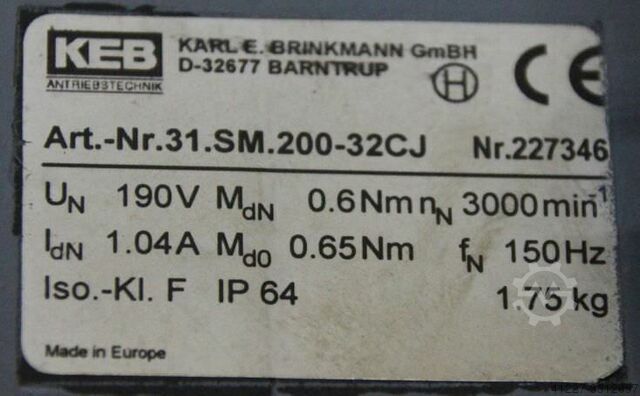 KEB
ANTRIEBSTECHNIK
KARL E. BRINKMANN GmBH
D-32677 BARNTRUP
H
CE
Art.-Nr.31.SM.200-32CJ Nr.227346
UN 190V MdN 0.6Nm nN 3000min-1
IdN 1.04A Md0 0.65Nm fN 150Hz
Iso.-Kl. F IP 64 1.75 kg
Made in Europe